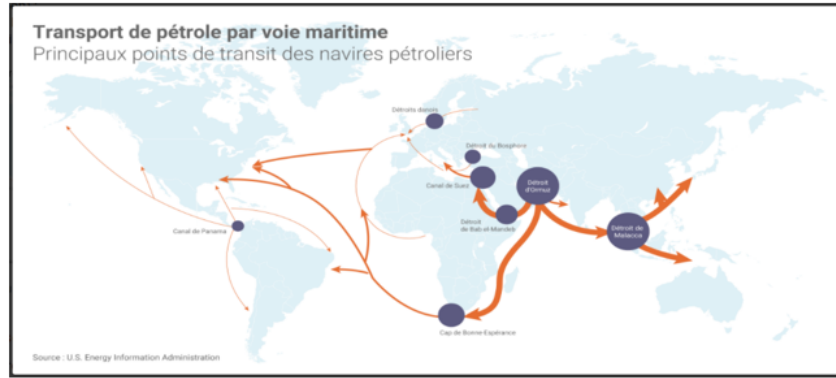 Transport de pétrole par voie maritime
Principaux points de transit des navires pétroliers
Détroits danois
Détroit du Bosphore
Canal de Suez
Détroit
d'Ormuz
Détroit
de Bab-el-Mandeb
Détroit de
Malacca
Canal de Panama
Cap de Bonne-Espérance
Source : U.S. Energy Information Administration